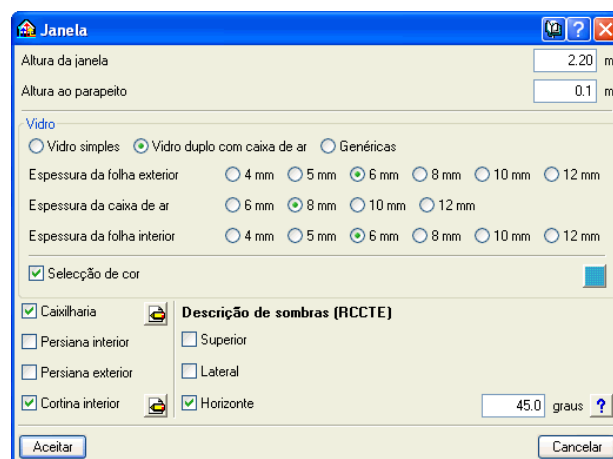 Janela
Altura da janela 2.20 m
Altura ao parapeito 0.1 m
Vidro
Vidro simples Vidro duplo com caixa de ar Genéricas
Espessura da folha exterior 4 mm 5 mm 6 mm 8 mm 10 mm 12 mm
Espessura da caixa de ar 6 mm 8 mm 10 mm 12 mm
Espessura da folha interior 4 mm 5 mm 6 mm 8 mm 10 mm 12 mm
Selecção de cor
Caixilharia Descrição de sombras (RCCTE)
Persiana interior Superior
Persiana exterior Lateral
Cortina interior Horizonte 45.0 graus ?
Aceitar Cancelar